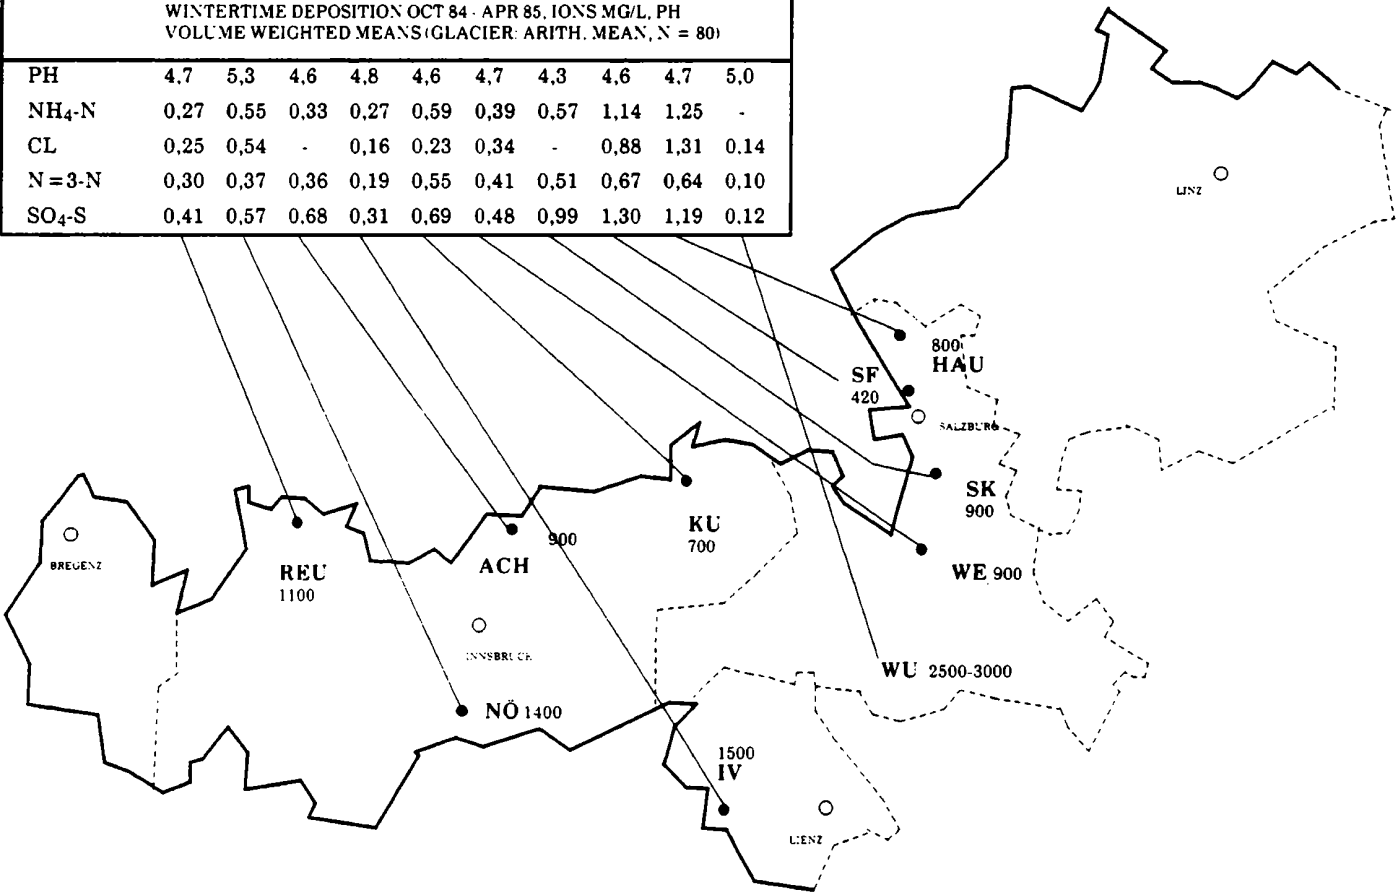 WINTERTIME DEPOSITION OCT 84 - APR 85, IONS MG/L, PH
VOLUME WEIGHTED MEANS (GLACIER: ARITH. MEAN, N = 80)
PH 4,7 5,3 4,6 4,8 4,6 4,7 4,3 4,6 4,7 5,0
NH₄-N 0,27 0,55 0,33 0,27 0,59 0,39 0,57 1,14 1,25 -
CL 0,25 0,54 - 0,16 0,23 0,34 - 0,88 1,31 0,14
N=3-N 0,30 0,37 0,36 0,19 0,55 0,41 0,51 0,67 0,64 0,10
SO₄-S 0,41 0,57 0,68 0,31 0,69 0,48 0,99 1,30 1,19 0,12
LINZ
800
HAU
SF
420
SALZBURG
SK
900
KU
700
900
ACH
BREGENZ
REU
1100
WE 900
INNSBRUCK
WU 2500-3000
NÖ 1400
1500
IV
LIENZ